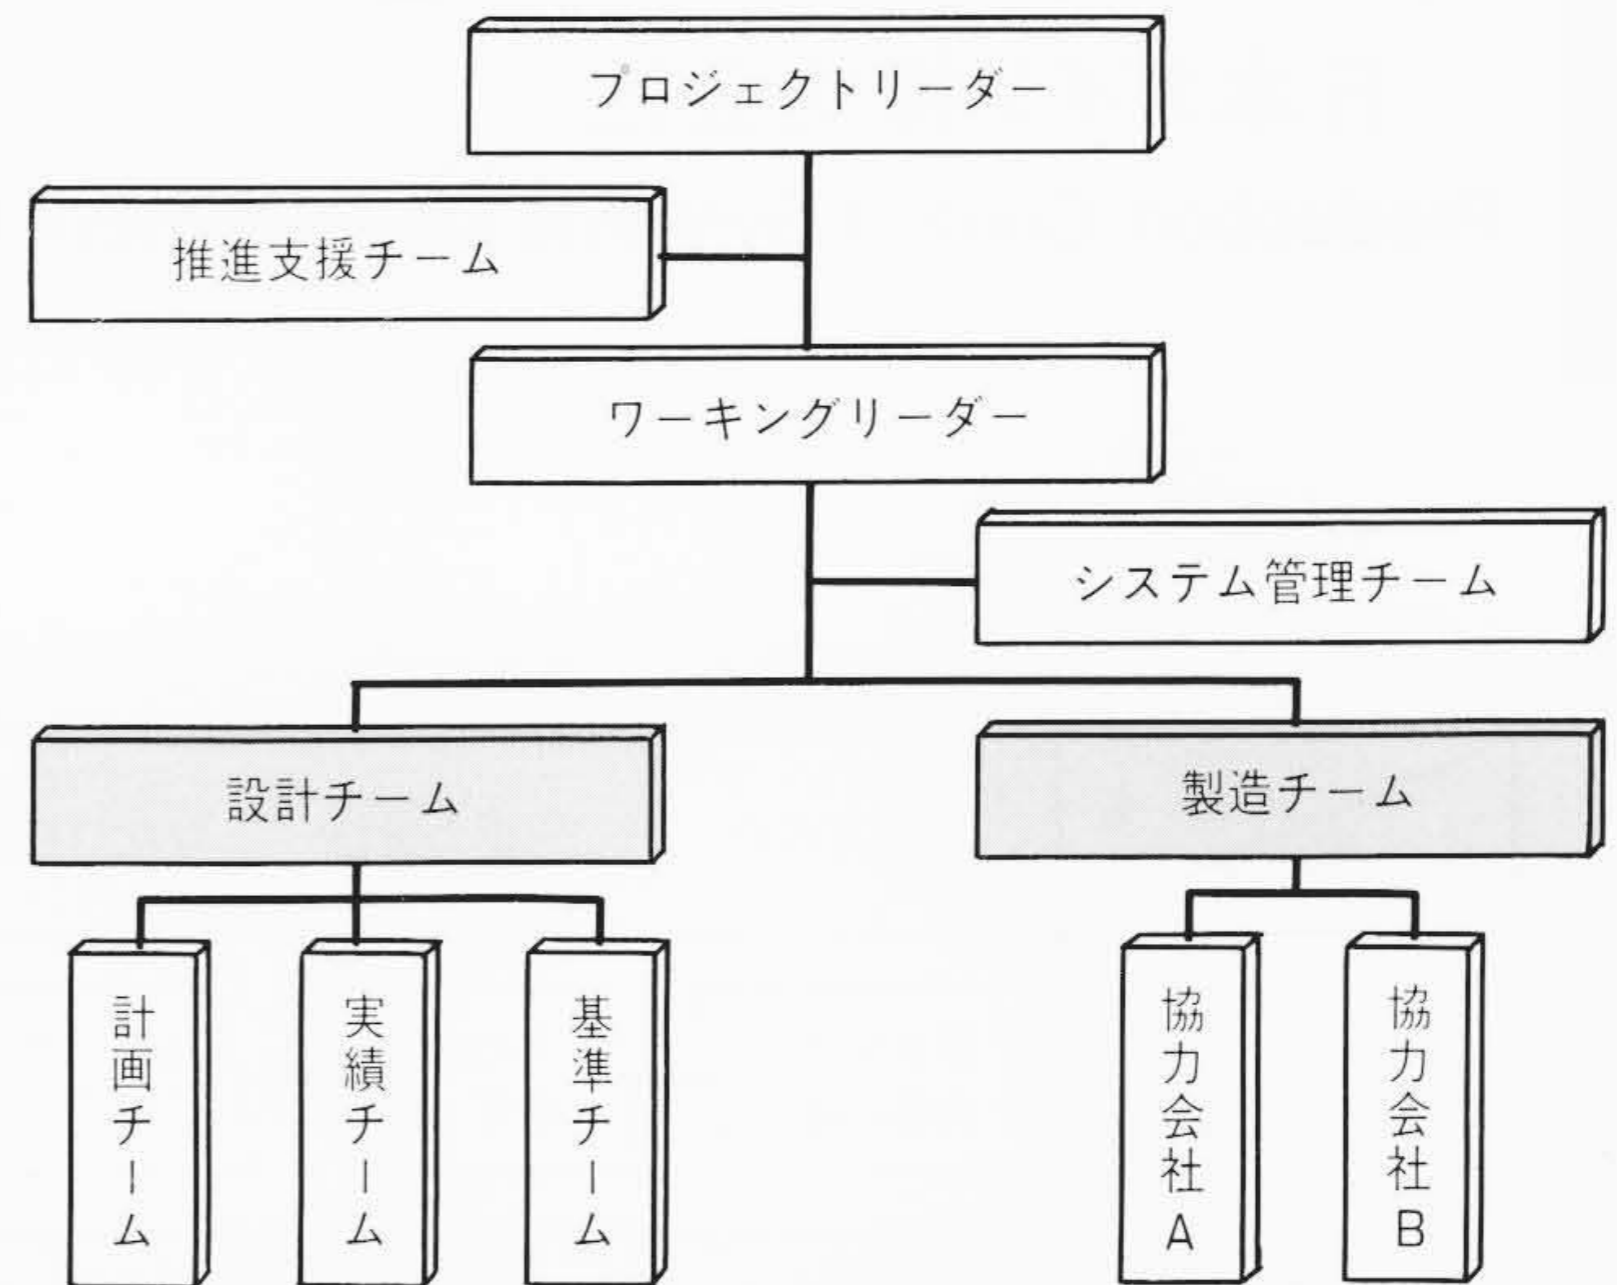 プロジェクトリーダー
推進支援チーム
ワーキングリーダー
システム管理チーム
設計チーム
製造チーム
計画チーム
実績チーム
基準チーム
協力会社A
協力会社B